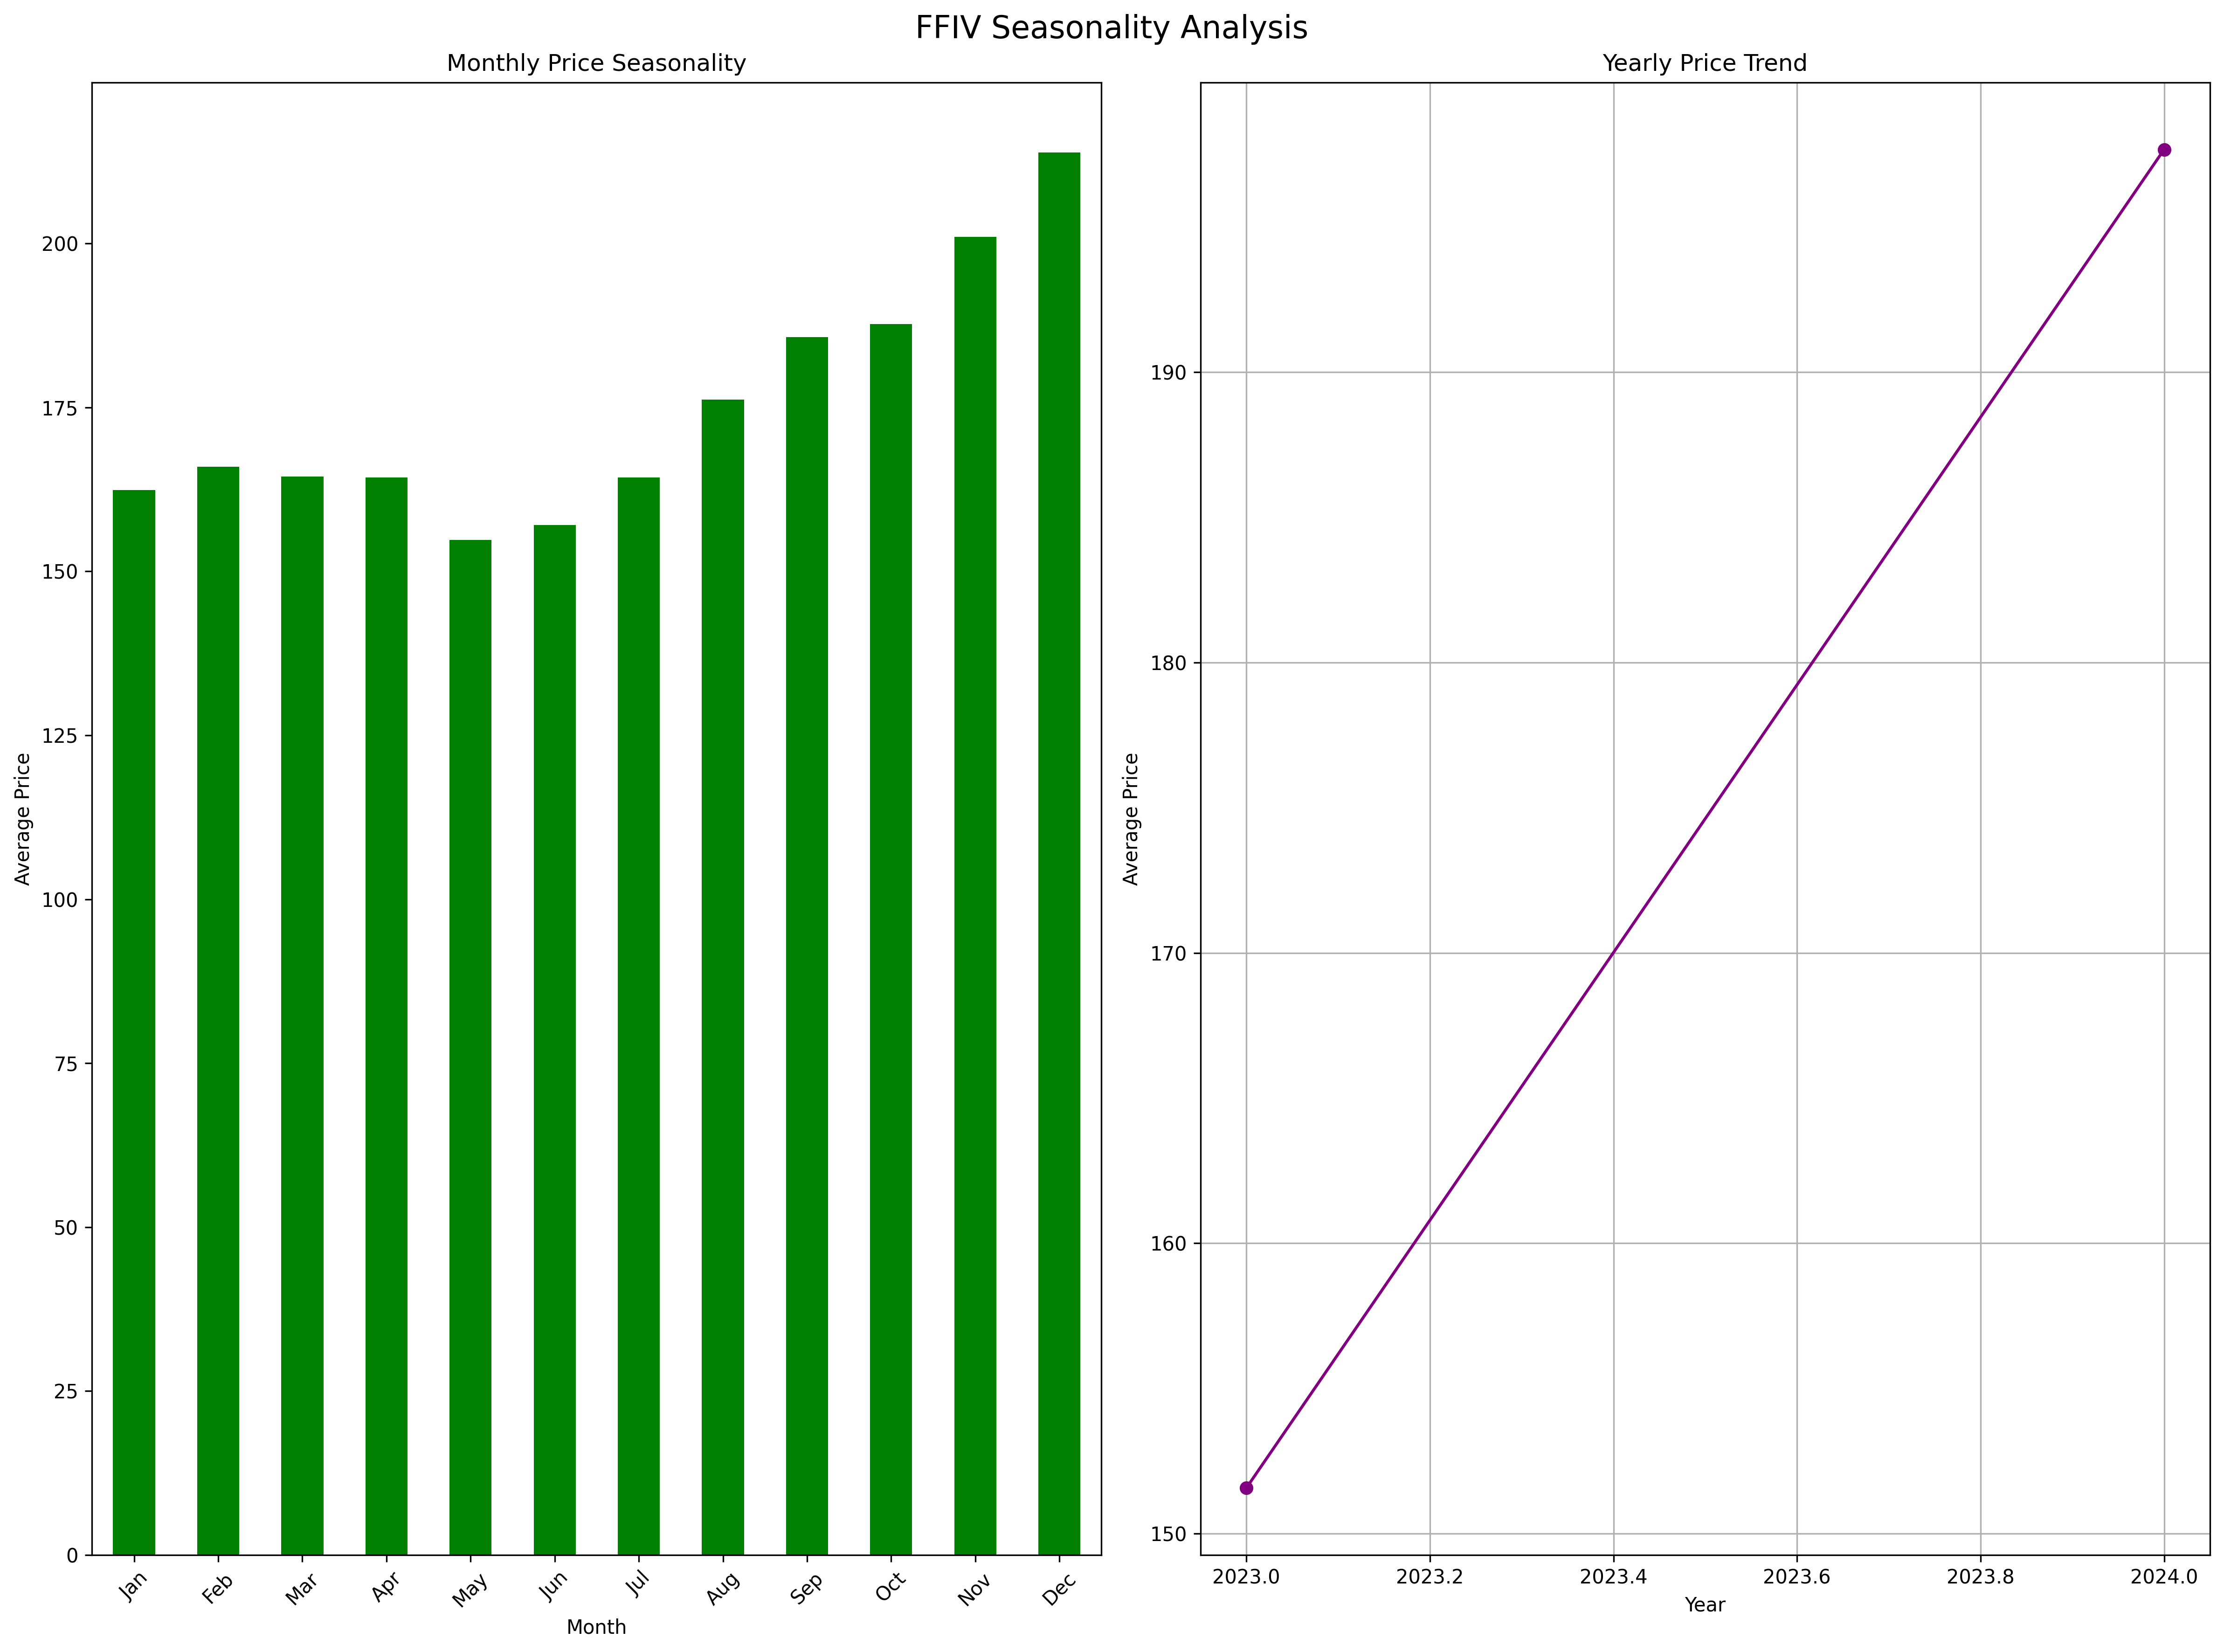 FFIV Seasonality Analysis
Monthly Price Seasonality
Average Price
200
175
150
125
100
75
50
25
0
Jan Feb Mar Apr May Jun Jul Aug Sep Oct Nov Dec
Month
Yearly Price Trend
Average Price
190
180
170
160
150
2023.0 2023.2 2023.4 2023.6 2023.8 2024.0
Year